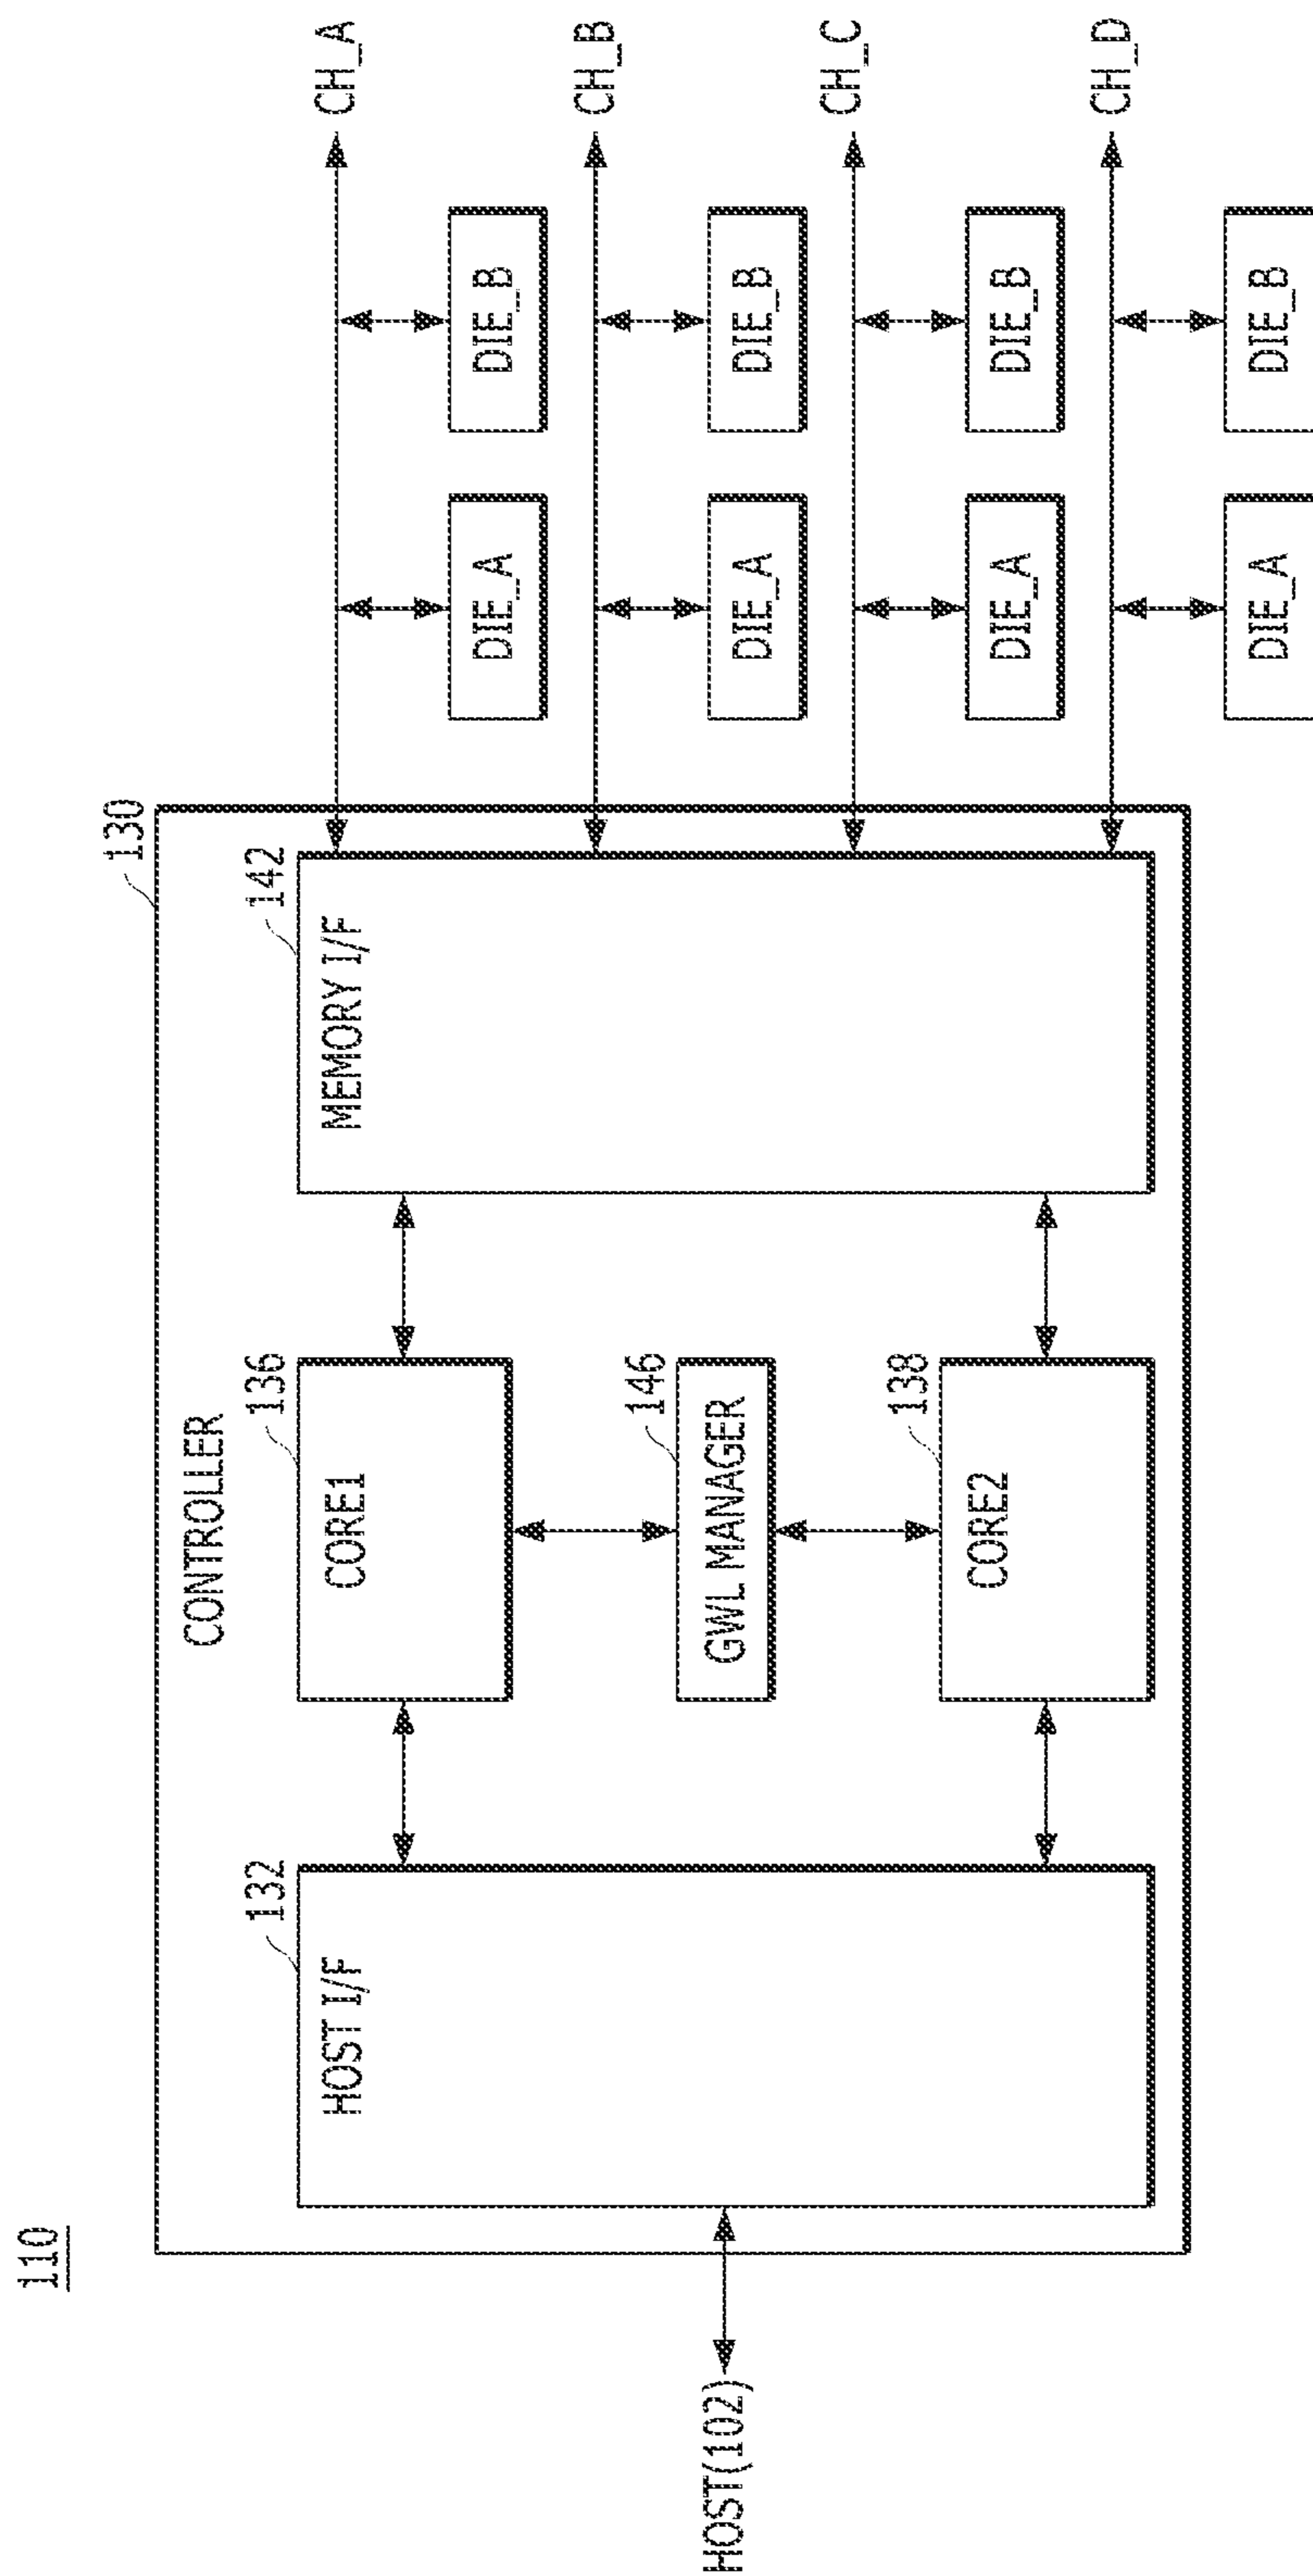 110
CONTROLLER
130
HOST(102)
HOST I/F
132
CORE1
136
GWL MANAGER
146
CORE2
138
MEMORY I/F
142
CH_A
DIE_A
DIE_B
CH_B
DIE_A
DIE_B
CH_C
DIE_A
DIE_B
CH_D
DIE_A
DIE_B